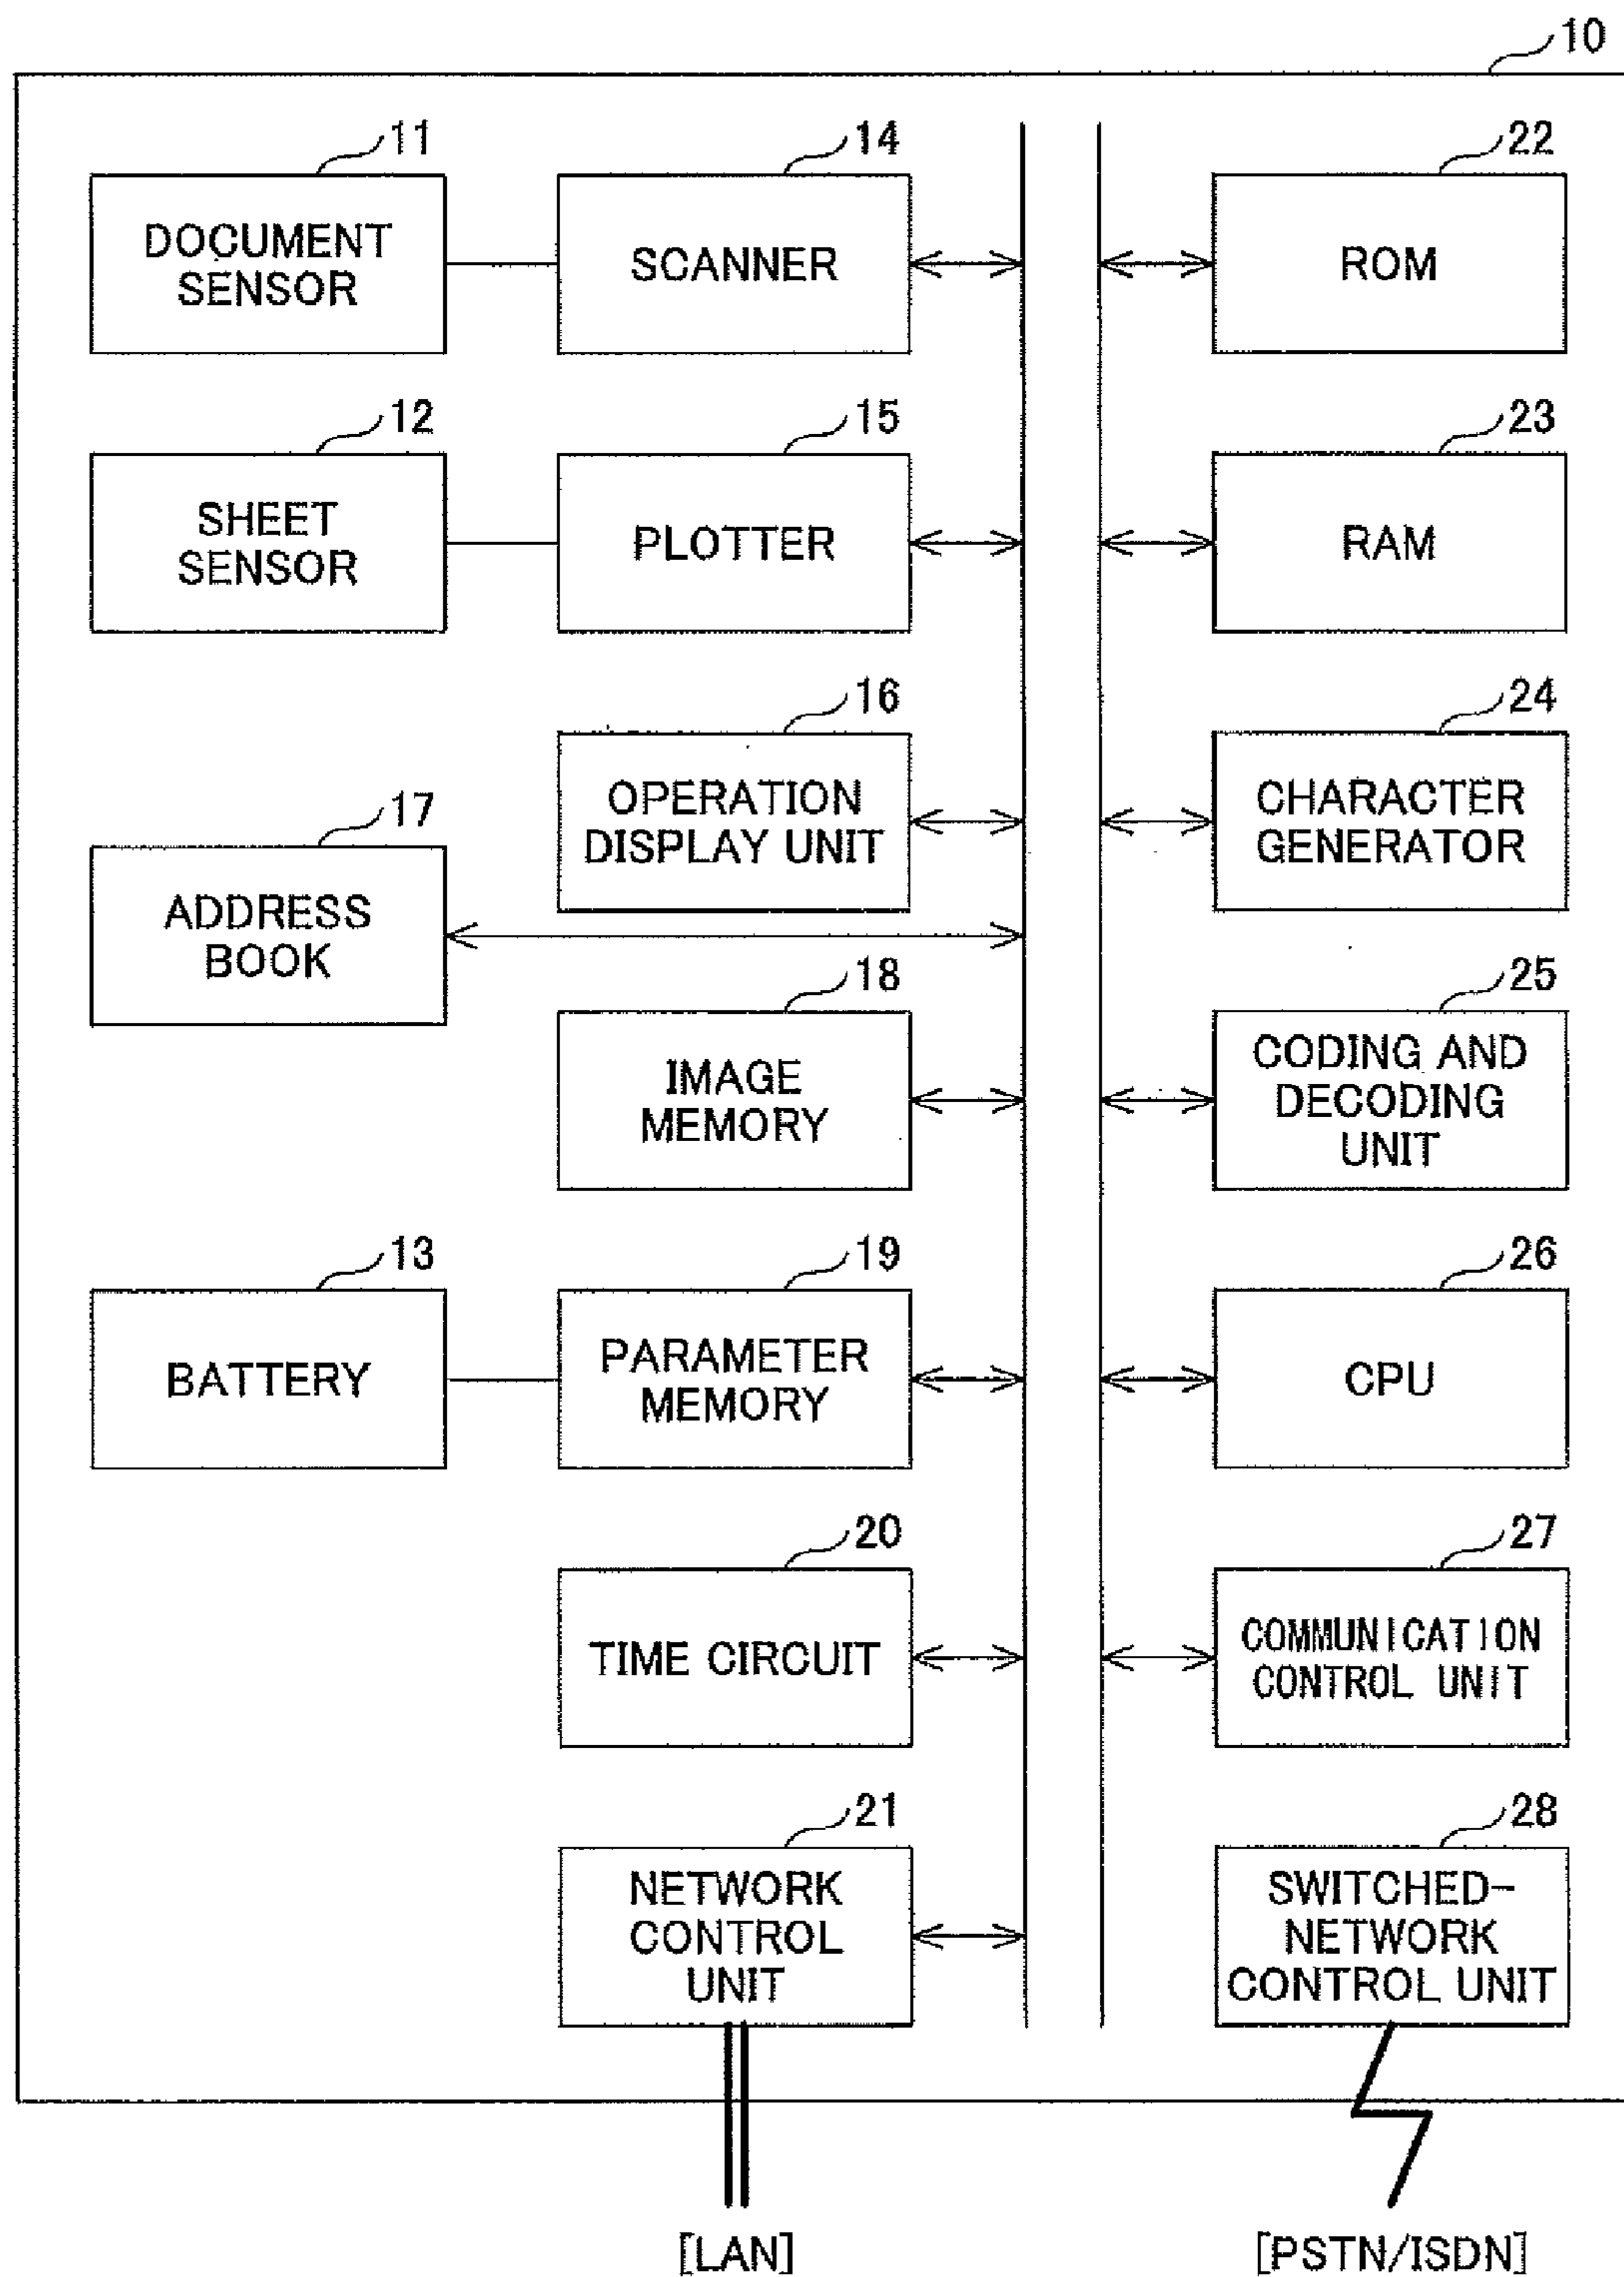 10
11
14
22
DOCUMENT
SENSOR
SCANNER
ROM
12
15
23
SHEET
SENSOR
PLOTTER
RAM
16
24
OPERATION
DISPLAY UNIT
CHARACTER
GENERATOR
17
ADDRESS
BOOK
18
25
IMAGE
MEMORY
CODING AND
DECODING
UNIT
13
19
26
BATTERY
PARAMETER
MEMORY
CPU
20
27
TIME CIRCUIT
COMMUNICATION
CONTROL UNIT
21
28
NETWORK
CONTROL
UNIT
SWITCHED-
NETWORK
CONTROL UNIT
[LAN]
[PSTN/ISDN]